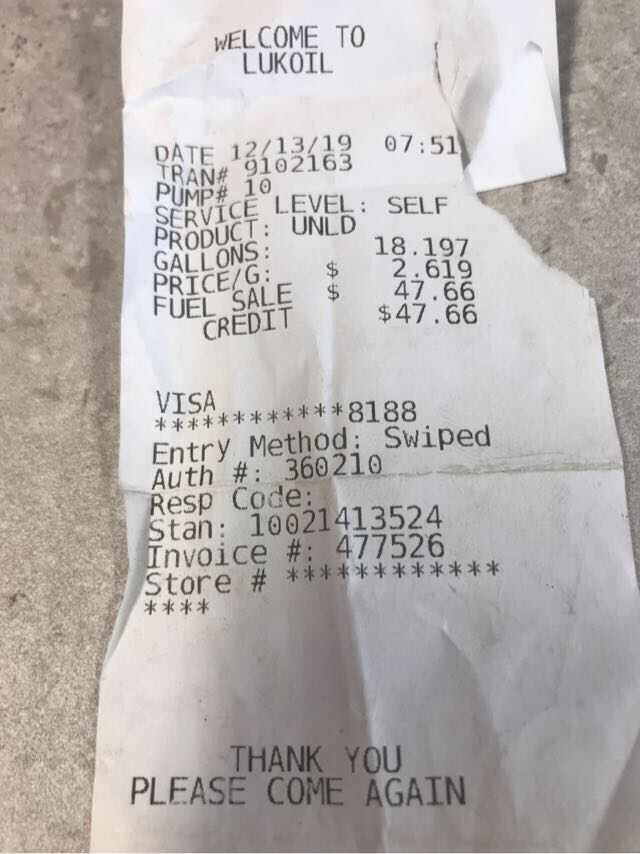 WELCOME TO
LUKOIL
DATE 12/13/19 07:51
TRAN# 9102163
PUMP# 10
SERVICE LEVEL: SELF
PRODUCT: UNLD
GALLONS: 18.197
PRICE/G: $ 2.619
FUEL SALE $ 47.66
CREDIT $47.66
VISA
************8188
Entry Method: Swiped
Auth #: 360210
Resp Code:
Stan: 10021413524
Invoice #: 477526
Store # ************
****
THANK YOU
PLEASE COME AGAIN